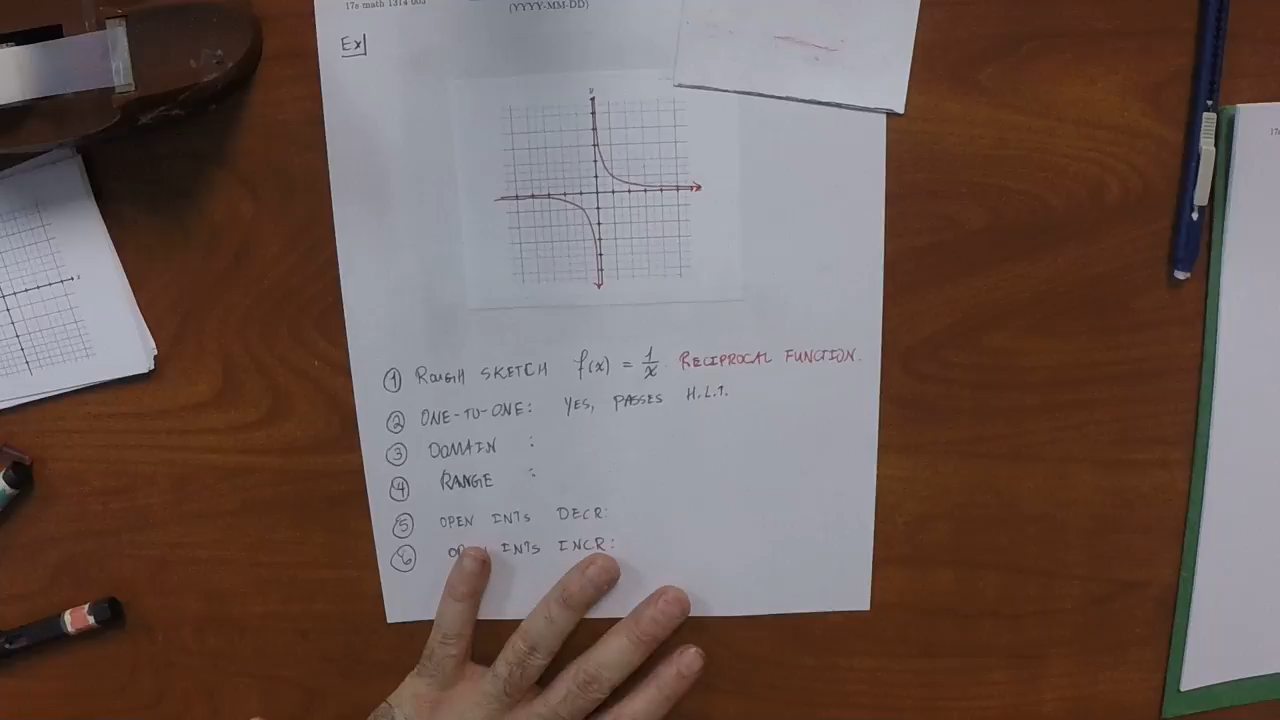 17s math 1314 003
(YYYY-MM-DD)
Ex
y
① ROUGH SKETCH f(x) = 1/x. RECIPROCAL FUNCTION.
② ONE-TO-ONE: YES, PASSES H.L.T.
③ DOMAIN :
④ RANGE :
⑤ OPEN INTs DECR:
⑥ INTs INCR: